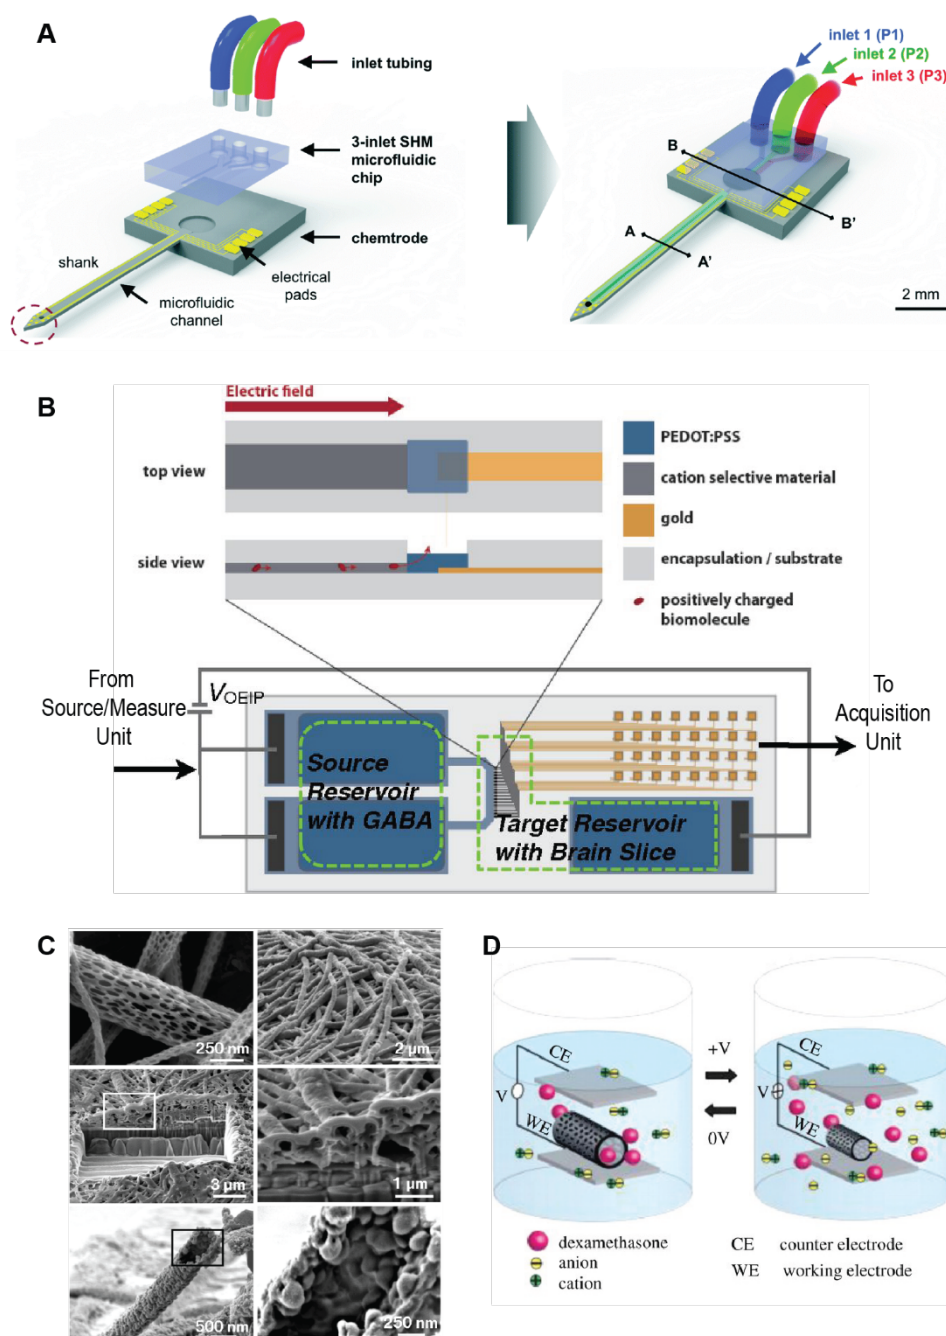 A
inlet tubing
3-inlet SHM
microfluidic
chip
chemtrode
shank
electrical
pads
microfluidic
channel
inlet 1 (P1)
inlet 2 (P2)
inlet 3 (P3)
B
B'
A
A'
2 mm
B
Electric field
top view
side view
PEDOT:PSS
cation selective material
gold
encapsulation / substrate
positively charged
biomolecule
From
Source/Measure
Unit
VOEIP
To
Acquisition
Unit
Source
Reservoir
with GABA
Target Reservoir
with Brain Slice
C
250 nm
2 µm
3 µm
1 µm
500 nm
250 nm
D
CE
V
WE
+V
0V
CE
V
WE
dexamethasone
anion
cation
CE counter electrode
WE working electrode